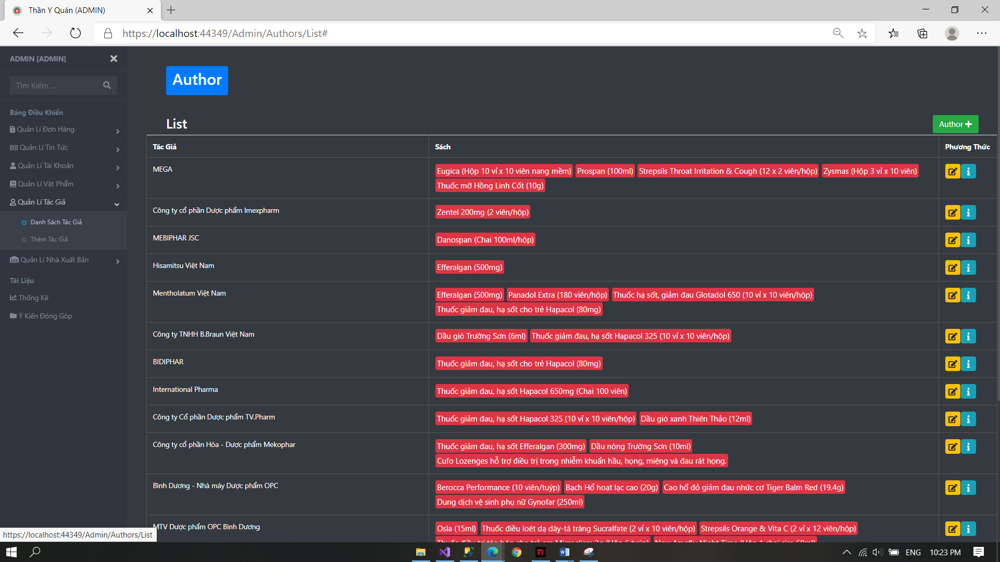 Thần Y Quán (ADMIN)
https://localhost:44349/Admin/Authors/List#
ADMIN [ADMIN]
Tìm Kiếm ...
Bảng Điều Khiển
Quản Lí Đơn Hàng
Quản Lí Tin Tức
Quản Lí Tài Khoản
Quản Lí Vật Phẩm
Quản Lí Tác Giả
Danh Sách Tác Giả
Thêm Tác Giả
Quản Lí Nhà Xuất Bản
Tài Liệu
Thống Kê
Ý Kiến Đóng Góp
Author
List
Author
Tác Giả Sách Phương Thức
MEGA
Eugica (Hộp 10 vỉ x 10 viên nang mềm) Prospan (100ml) Strepsils Throat Irritation & Cough (12 x 2 viên/hộp) Zysmas (Hộp 3 vỉ x 10 viên)
Thuốc mỡ Hồng Linh Cốt (10g)
Công ty cổ phần Dược phẩm Imexpharm
Zentel 200mg (2 viên/hộp)
MEBIPHAR JSC
Danospan (Chai 100ml/hộp)
Hisamitsu Việt Nam
Efferalgan (500mg)
Mentholatum Việt Nam
Efferalgan (500mg) Panadol Extra (180 viên/hộp) Thuốc hạ sốt, giảm đau Glotadol 650 (10 vỉ x 10 viên/hộp)
Thuốc giảm đau, hạ sốt cho trẻ Hapacol (80mg)
Công ty TNHH B.Braun Việt Nam
Dầu gió Trường Sơn (6ml) Thuốc giảm đau, hạ sốt Hapacol 325 (10 vỉ x 10 viên/hộp)
BIDIPHAR
Thuốc giảm đau, hạ sốt cho trẻ Hapacol (80mg)
International Pharma
Thuốc giảm đau, hạ sốt Hapacol 650mg (Chai 100 viên)
Công ty Cổ phần Dược phẩm TV.Pharm
Thuốc giảm đau, hạ sốt Hapacol 325 (10 vỉ x 10 viên/hộp) Dầu gió xanh Thiên Thảo (12ml)
Công ty cổ phần Hóa - Dược phẩm Mekophar
Thuốc giảm đau, hạ sốt Efferalgan (300mg) Dầu nóng Trường Sơn (10ml)
Cufo Lozenges hỗ trợ điều trị trong nhiễm khuẩn hầu, họng, miệng và đau rát họng.
Bình Dương - Nhà máy Dược phẩm OPC
Berocca Performance (10 viên/tuýp) Bạch Hổ hoạt lạc cao (20g) Cao hổ đỏ giảm đau nhức cơ Tiger Balm Red (19.4g)
Dung dịch vệ sinh phụ nữ Gynofar (250ml)
MTV Dược phẩm OPC Bình Dương
Osla (15ml) Thuốc điều loét dạ dày-tá tràng Sucralfate (2 vỉ x 10 viên/hộp) Strepsils Orange & Vita C (2 vỉ x 12 viên/hộp)
https://localhost:44349/Admin/Authors/List
ENG
10:23 PM